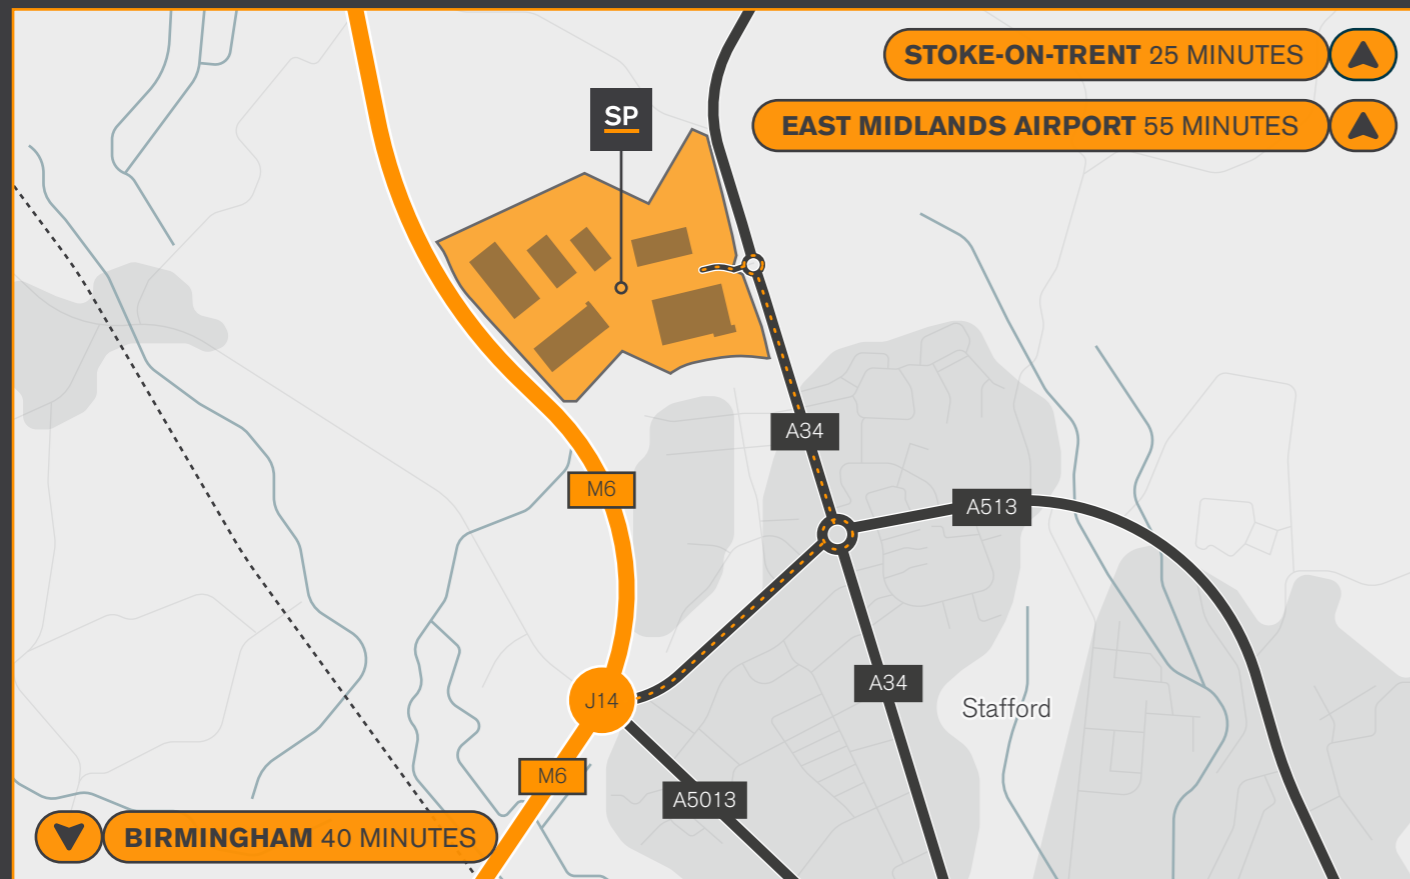 STOKE-ON-TRENT 25 MINUTES
SP
EAST MIDLANDS AIRPORT 55 MINUTES
A34
M6
A513
A34
J14
Stafford
M6
A5013
BIRMINGHAM 40 MINUTES